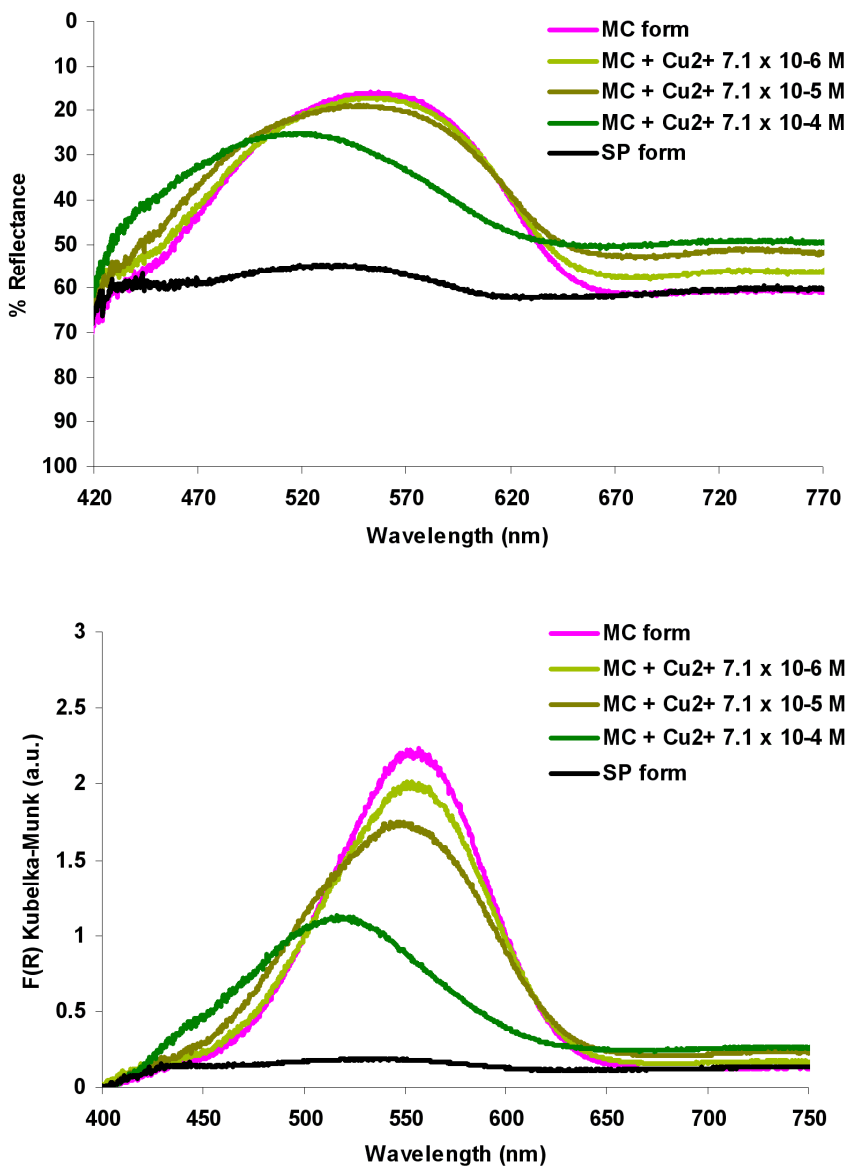 0
10
20
30
40
50
60
70
80
90
100
% Reflectance
MC form
MC + Cu2+ 7.1 x 10-6 M
MC + Cu2+ 7.1 x 10-5 M
MC + Cu2+ 7.1 x 10-4 M
SP form
420 470 520 570 620 670 720 770
Wavelength (nm)
3
2.5
2
1.5
1
0.5
0
F(R) Kubelka-Munk (a.u.)
MC form
MC + Cu2+ 7.1 x 10-6 M
MC + Cu2+ 7.1 x 10-5 M
MC + Cu2+ 7.1 x 10-4 M
SP form
400 450 500 550 600 650 700 750
Wavelength (nm)